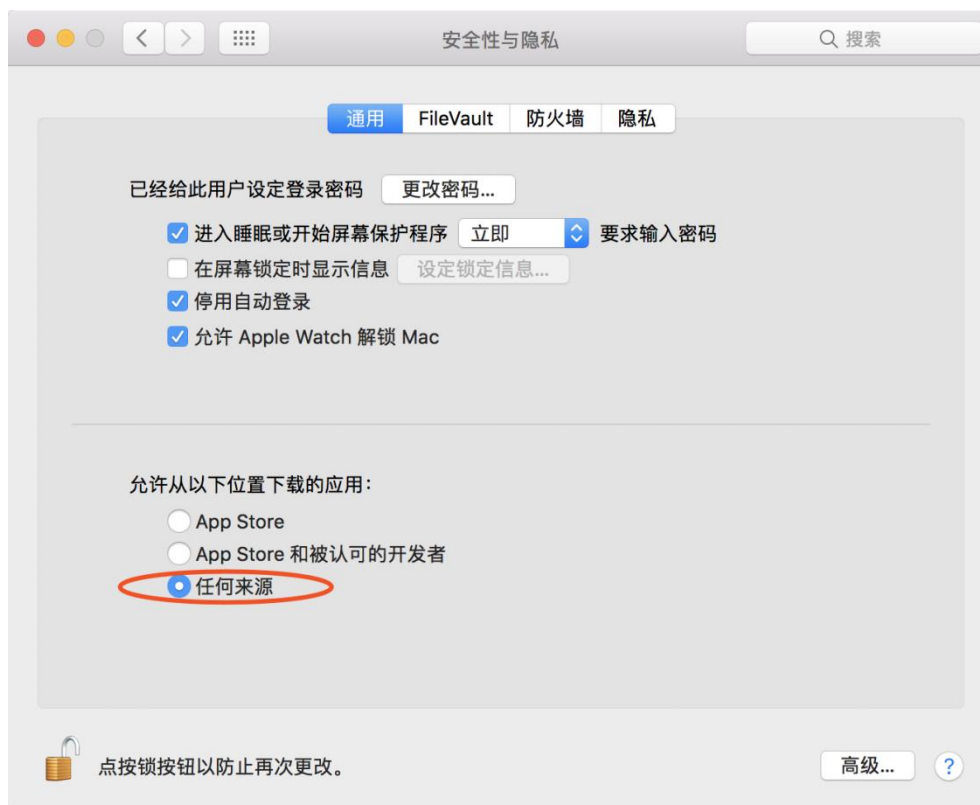 安全性与隐私
搜索
通用 FileVault 防火墙 隐私
已经给此用户设定登录密码 更改密码...
进入睡眠或开始屏幕保护程序 立即 要求输入密码
在屏幕锁定时显示信息 设定锁定信息...
停用自动登录
允许 Apple Watch 解锁 Mac
允许从以下位置下载的应用：
App Store
App Store 和被认可的开发者
任何来源
点按锁按钮以防止再次更改。 高级... ?